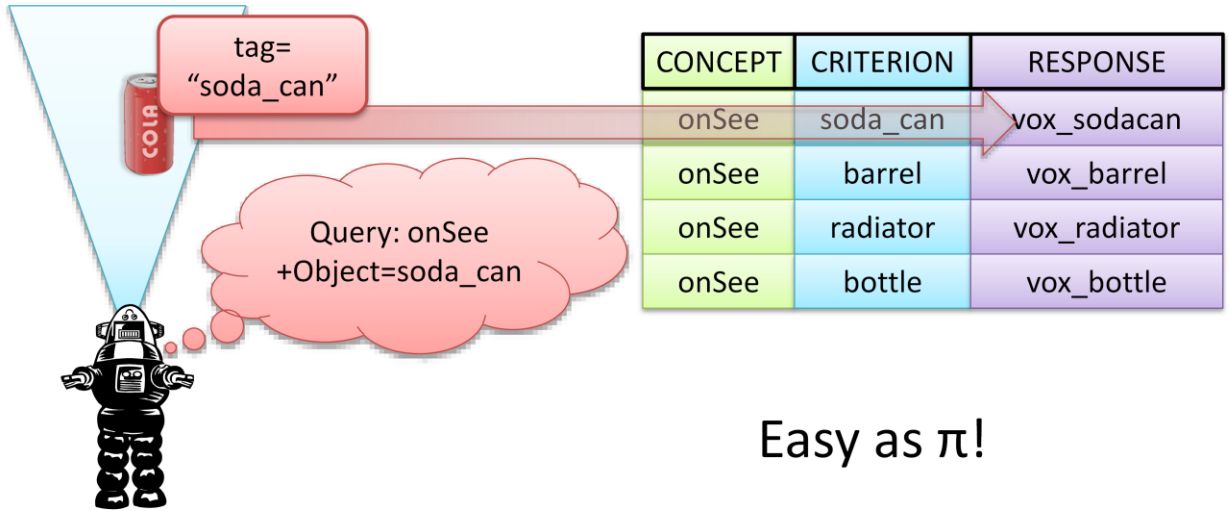 tag=
“soda_can”
COLA
Query: onSee
+Object=soda_can
CONCEPT CRITERION RESPONSE
onSee soda_can vox_sodacan
onSee barrel vox_barrel
onSee radiator vox_radiator
onSee bottle vox_bottle
Easy as π!